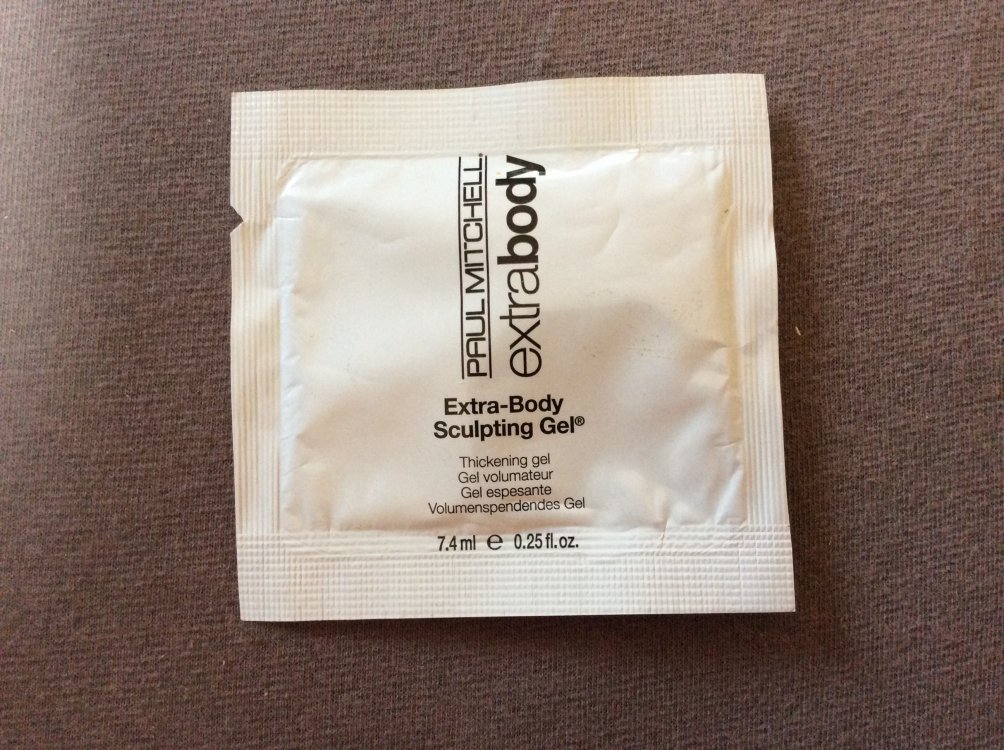 PAUL MITCHELL.
extrabody
Extra-Body
Sculpting Gel®
Thickening gel
Gel volumateur
Gel espesante
Volumenspendendes Gel
7.4 ml ℮ 0.25 fl. oz.